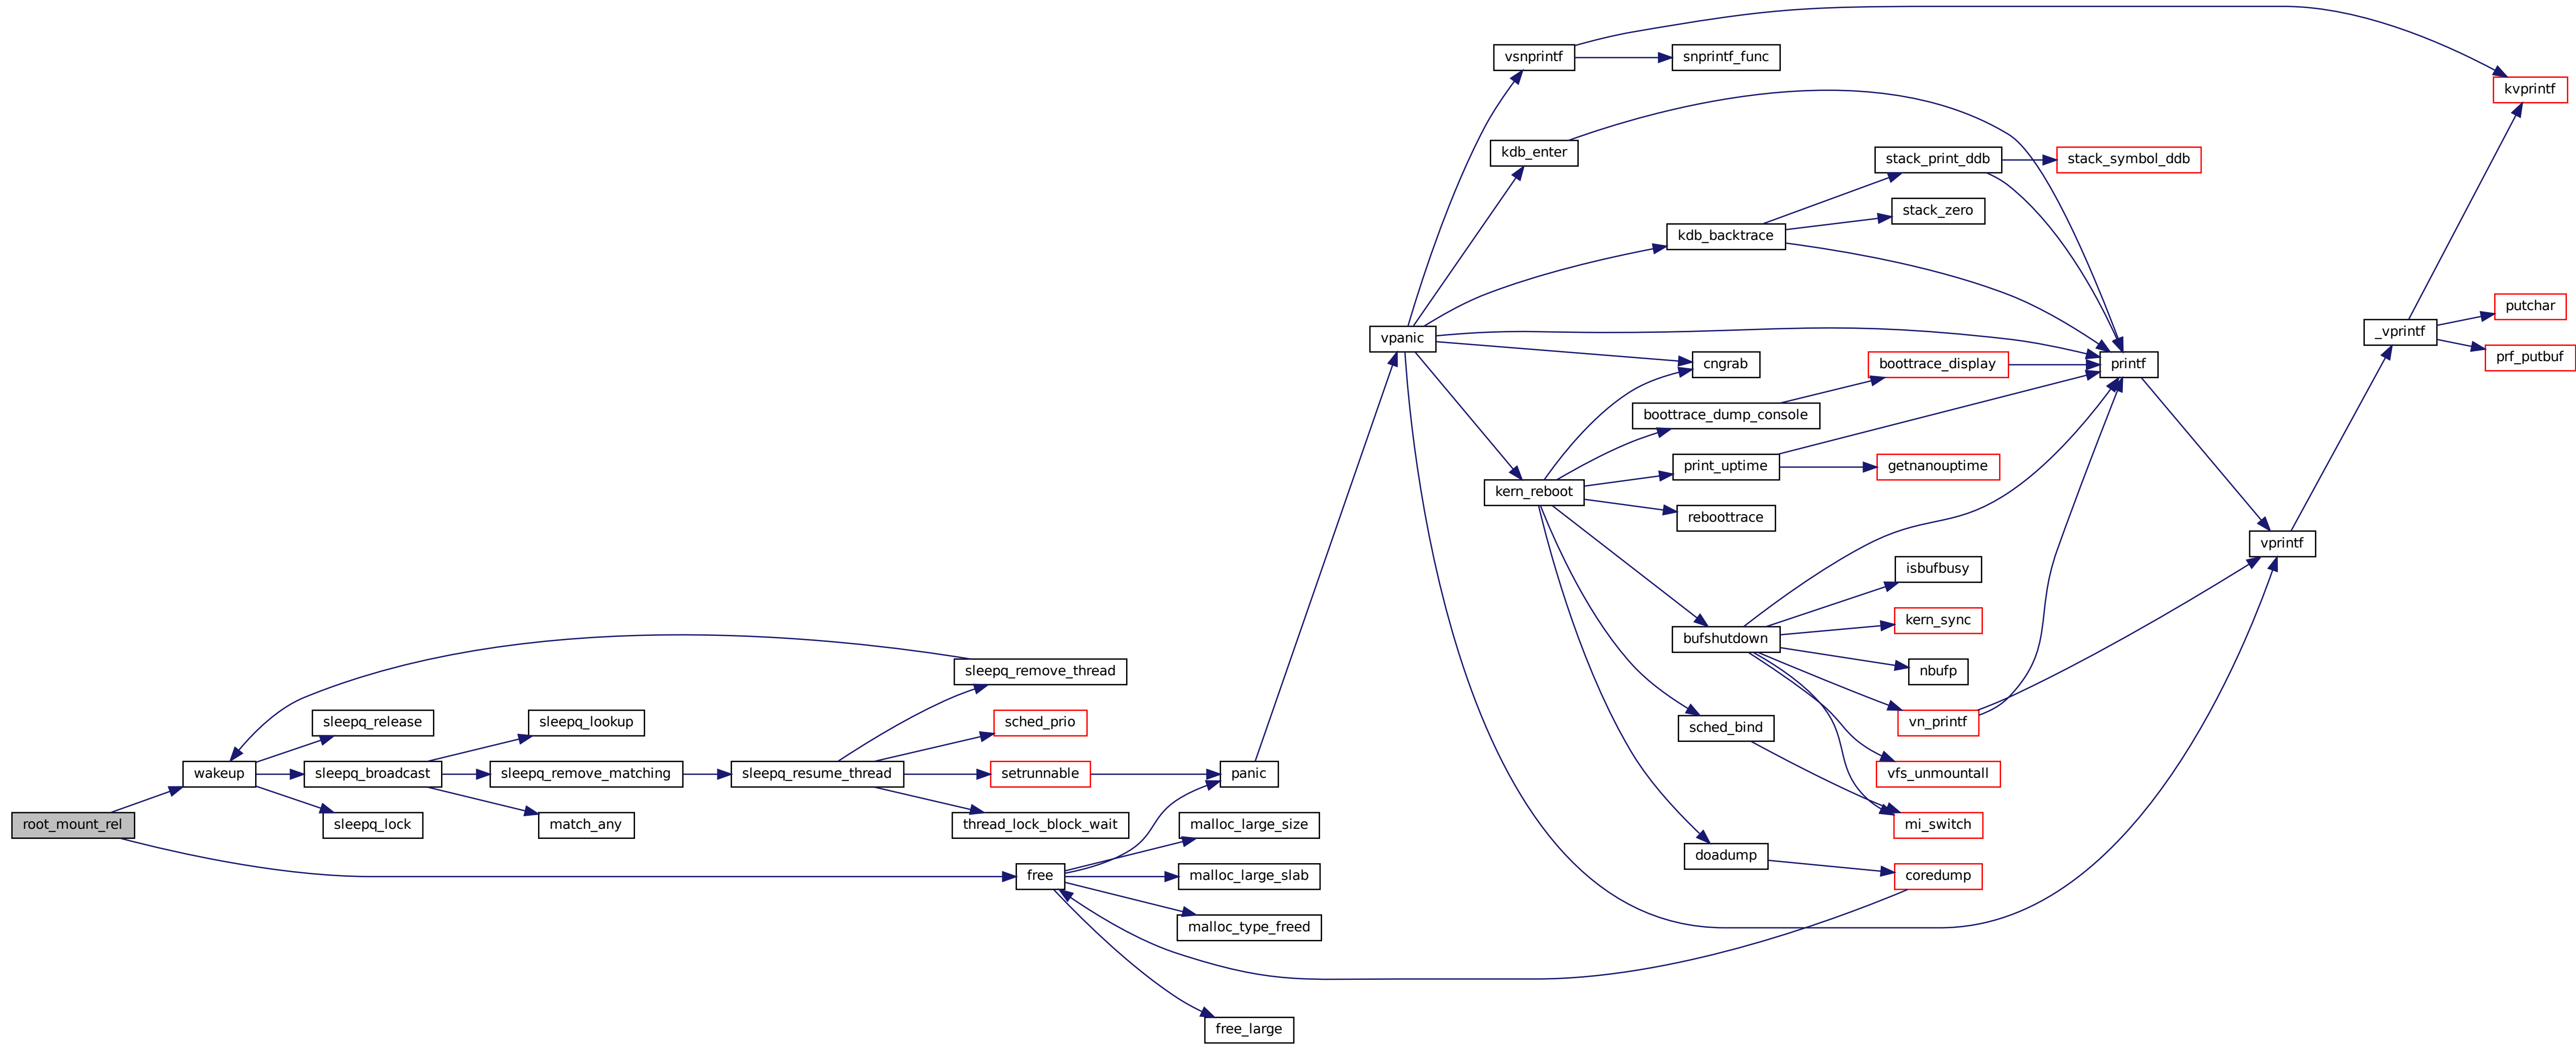 root_mount_rel
wakeup
sleepq_release
sleepq_broadcast
sleepq_lock
sleepq_lookup
sleepq_remove_matching
match_any
sleepq_resume_thread
sleepq_remove_thread
sched_prio
setrunnable
thread_lock_block_wait
free
panic
malloc_large_size
malloc_large_slab
malloc_type_freed
free_large
vpanic
vsnprintf
snprintf_func
kdb_enter
kdb_backtrace
stack_print_ddb
stack_symbol_ddb
stack_zero
cngrab
kern_reboot
boottrace_dump_console
boottrace_display
print_uptime
getnanouptime
reboottrace
bufshutdown
isbufbusy
kern_sync
nbufp
vn_printf
vfs_unmountall
sched_bind
mi_switch
doadump
coredump
printf
vprintf
_vprintf
kvprintf
putchar
prf_putbuf